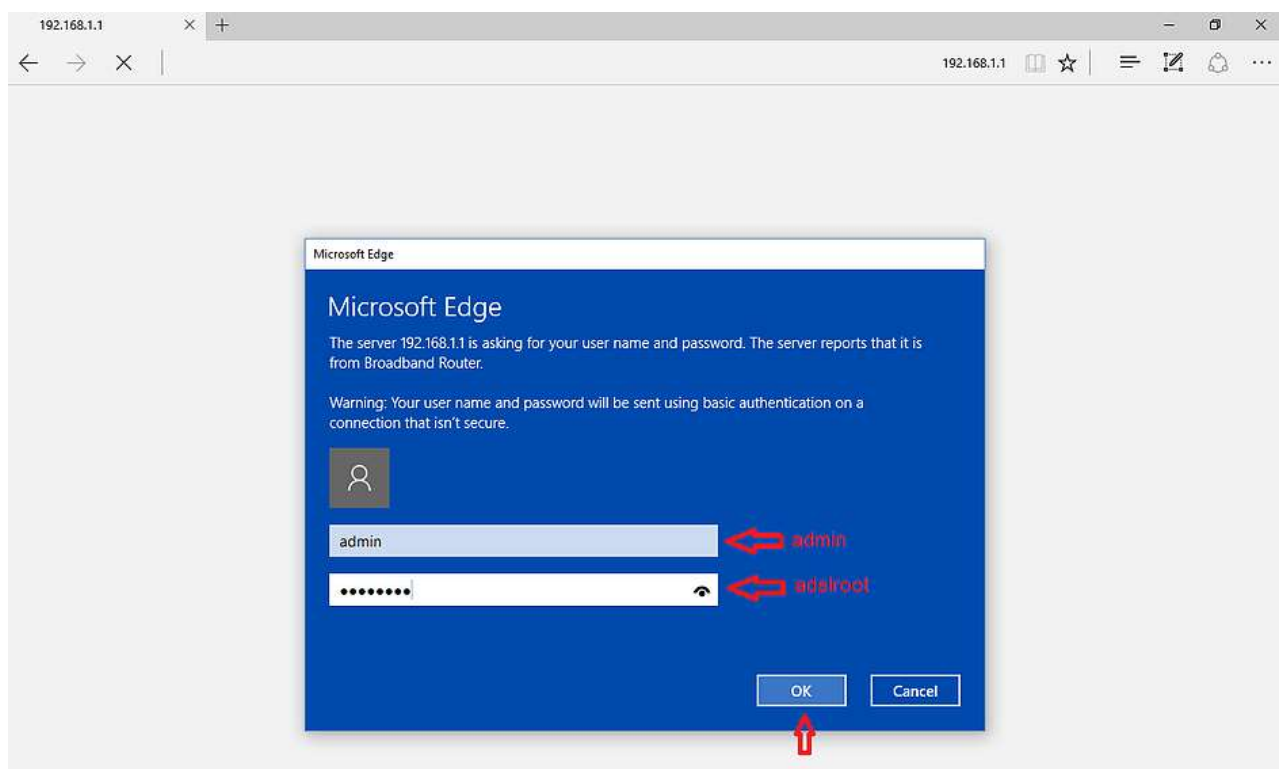 192.168.1.1
192.168.1.1
Microsoft Edge
Microsoft Edge
The server 192.168.1.1 is asking for your user name and password. The server reports that it is
from Broadband Router.
Warning: Your user name and password will be sent using basic authentication on a
connection that isn't secure.
admin
admin
••••••••
adslroot
OK
Cancel